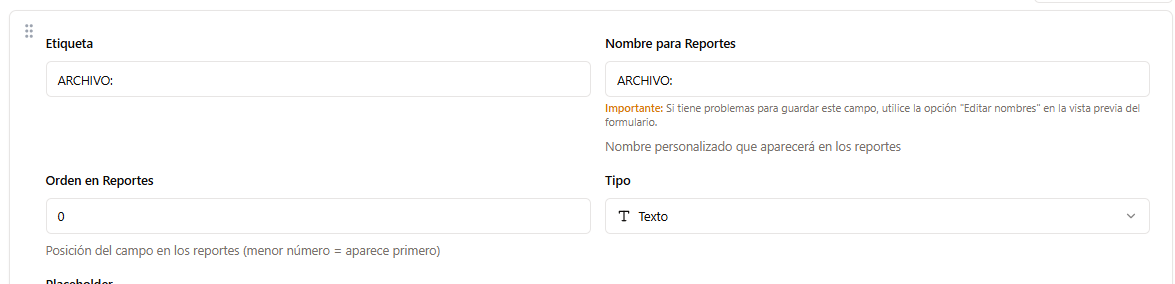 Etiqueta
Nombre para Reportes
ARCHIVO:
ARCHIVO:
Importante: Si tiene problemas para guardar este campo, utilice la opción "Editar nombres" en la vista previa del
formulario.
Nombre personalizado que aparecerá en los reportes
Orden en Reportes
Tipo
0
Texto
Posición del campo en los reportes (menor número = aparece primero)
Placeholder